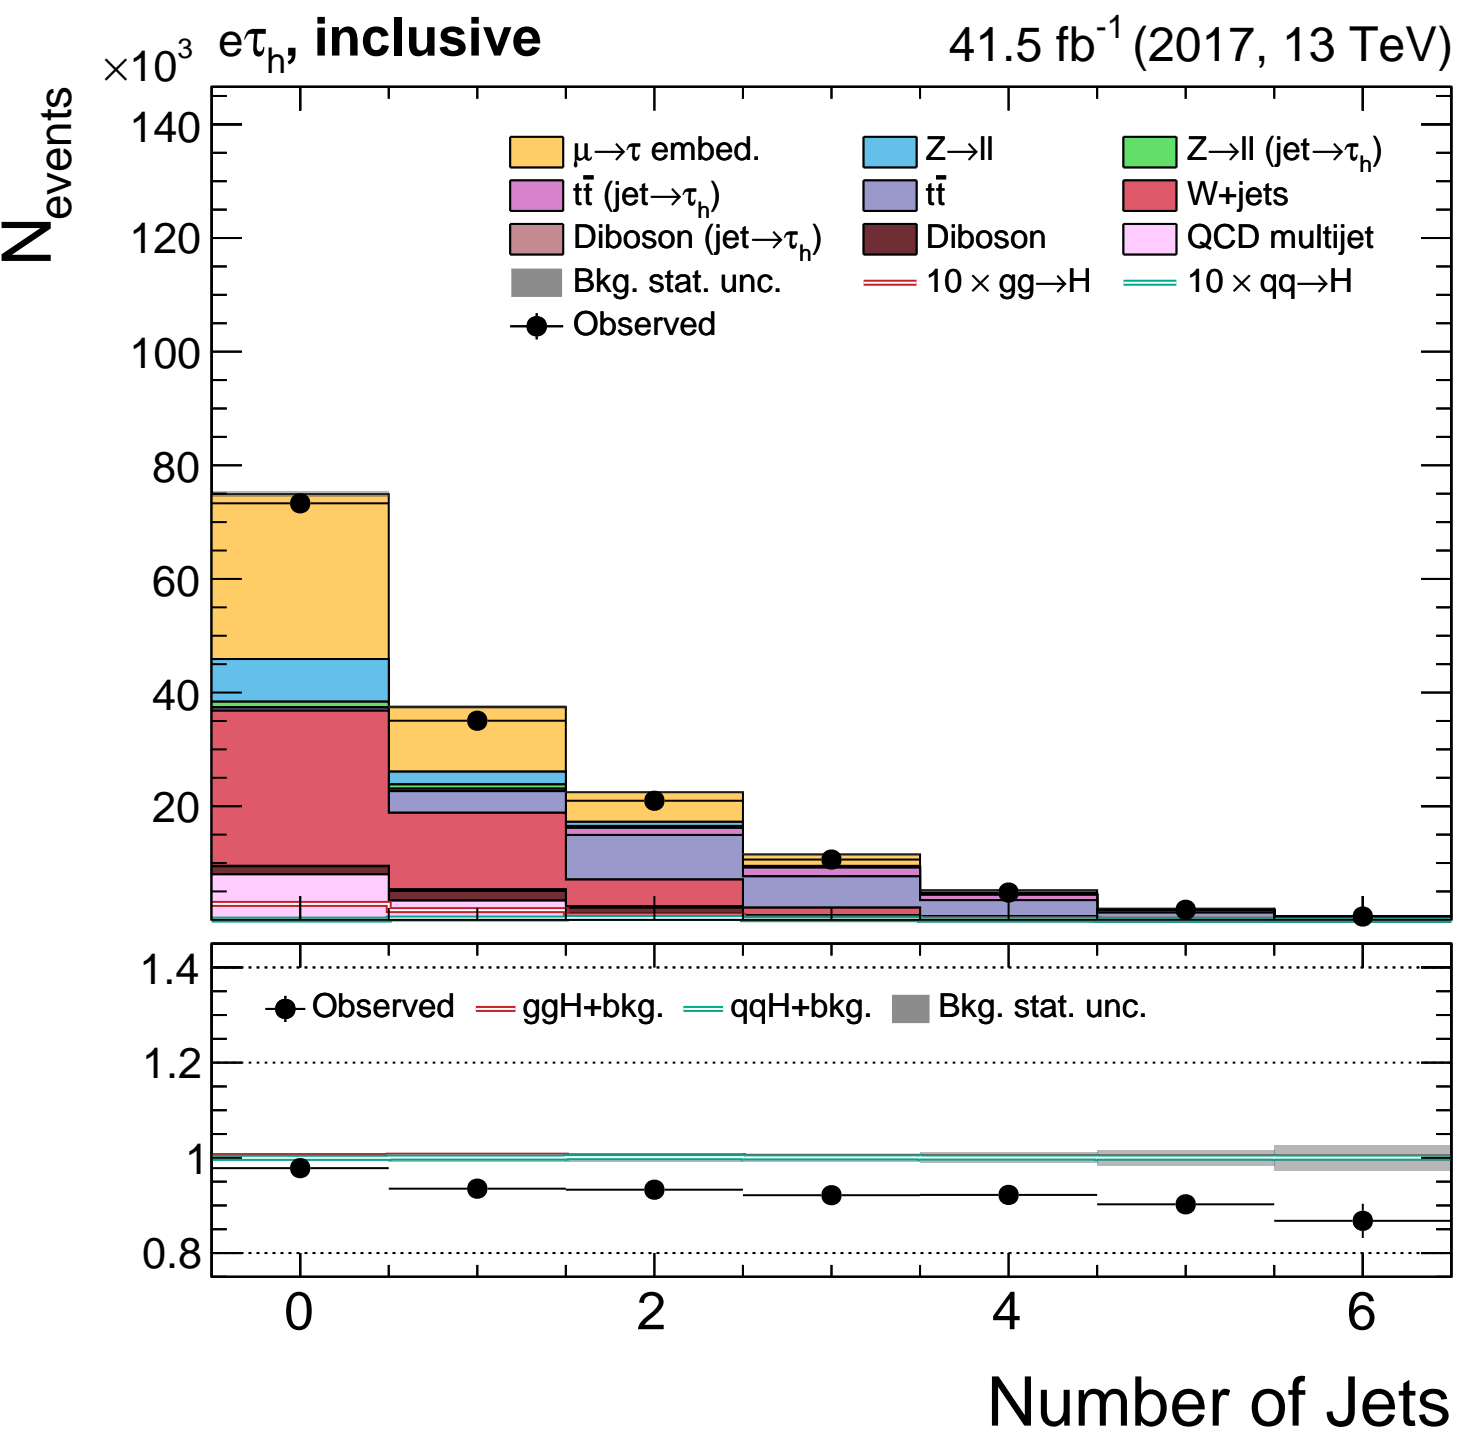 ×10³ eτₕ, inclusive 41.5 fb⁻¹ (2017, 13 TeV)
N_events
140
120
100
80
60
40
20
μ→τ embed. Z→ll Z→ll (jet→τₕ)
tt̄ (jet→τₕ) tt̄ W+jets
Diboson (jet→τₕ) Diboson QCD multijet
Bkg. stat. unc. 10 × gg→H 10 × qq→H
Observed
1.4
1.2
1
0.8
Observed ggH+bkg. qqH+bkg. Bkg. stat. unc.
0 2 4 6
Number of Jets